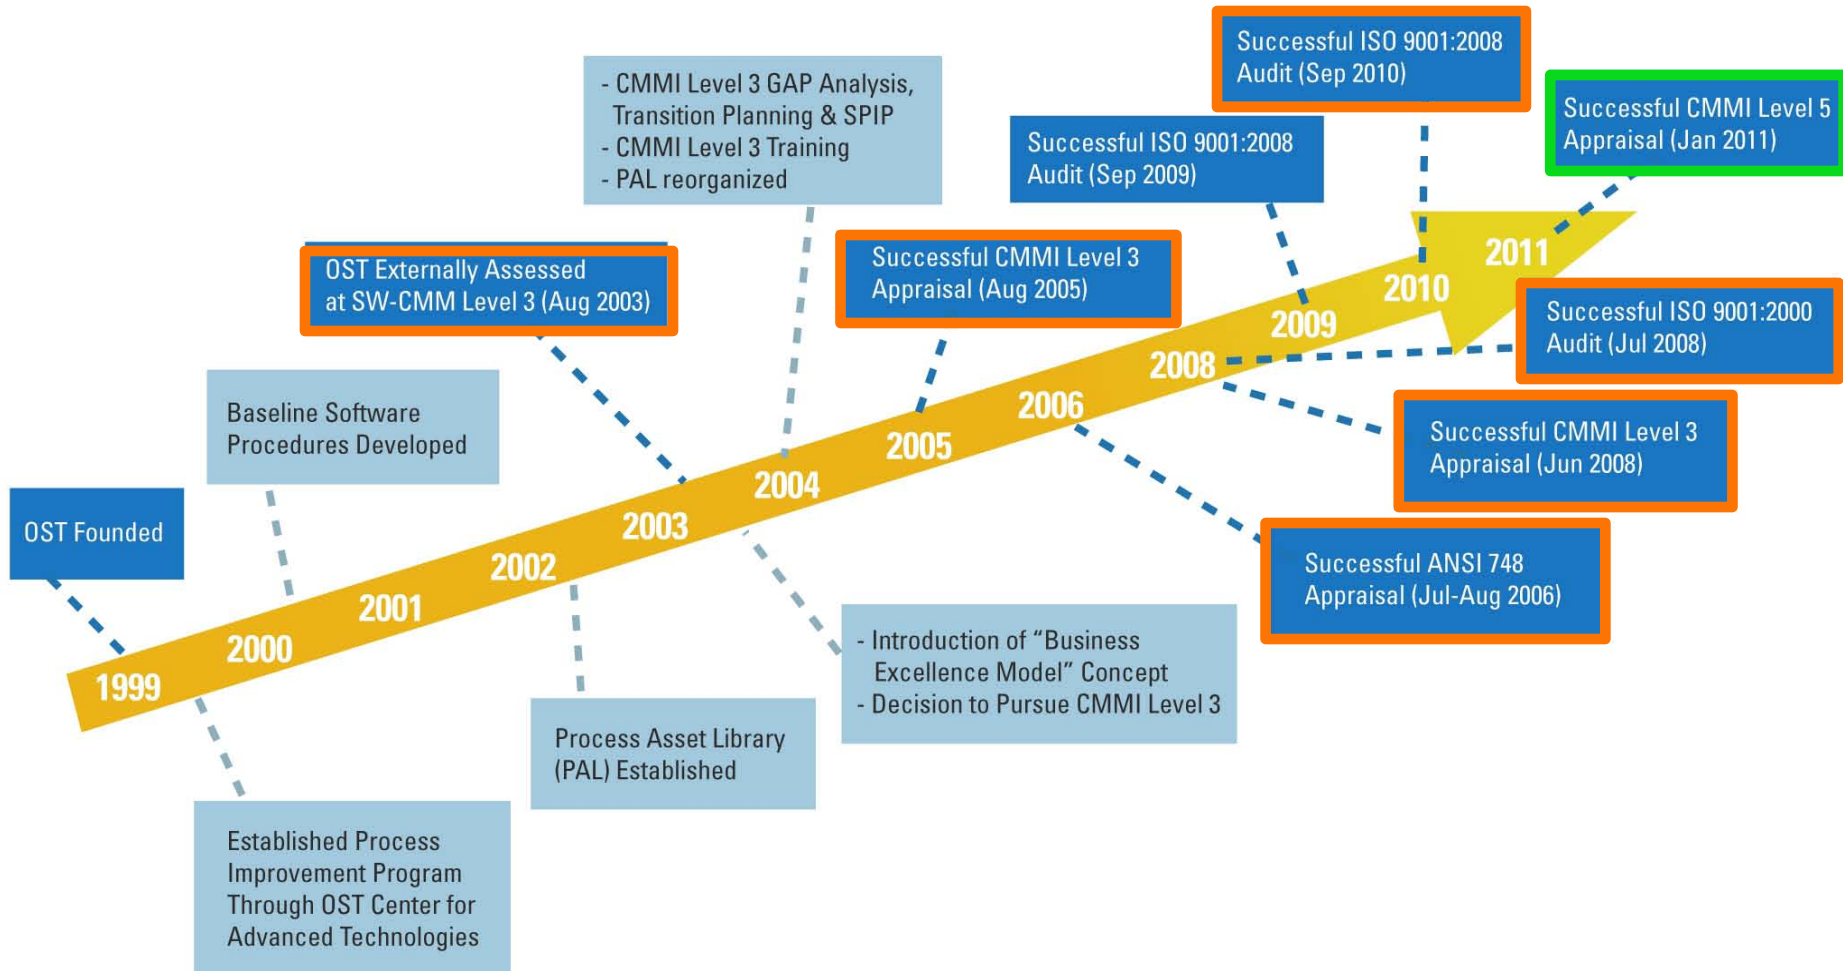 Successful ISO 9001:2008
Audit (Sep 2010)
- CMMI Level 3 GAP Analysis,
Transition Planning & SPIP
- CMMI Level 3 Training
- PAL reorganized
Successful CMMI Level 5
Appraisal (Jan 2011)
Successful ISO 9001:2008
Audit (Sep 2009)
OST Externally Assessed
at SW-CMM Level 3 (Aug 2003)
Successful CMMI Level 3
Appraisal (Aug 2005)
Successful ISO 9001:2000
Audit (Jul 2008)
Baseline Software
Procedures Developed
Successful CMMI Level 3
Appraisal (Jun 2008)
OST Founded
Successful ANSI 748
Appraisal (Jul-Aug 2006)
1999
2000
2001
2002
2003
2004
2005
2006
2008
2009
2010
2011
- Introduction of “Business
Excellence Model” Concept
- Decision to Pursue CMMI Level 3
Process Asset Library
(PAL) Established
Established Process
Improvement Program
Through OST Center for
Advanced Technologies